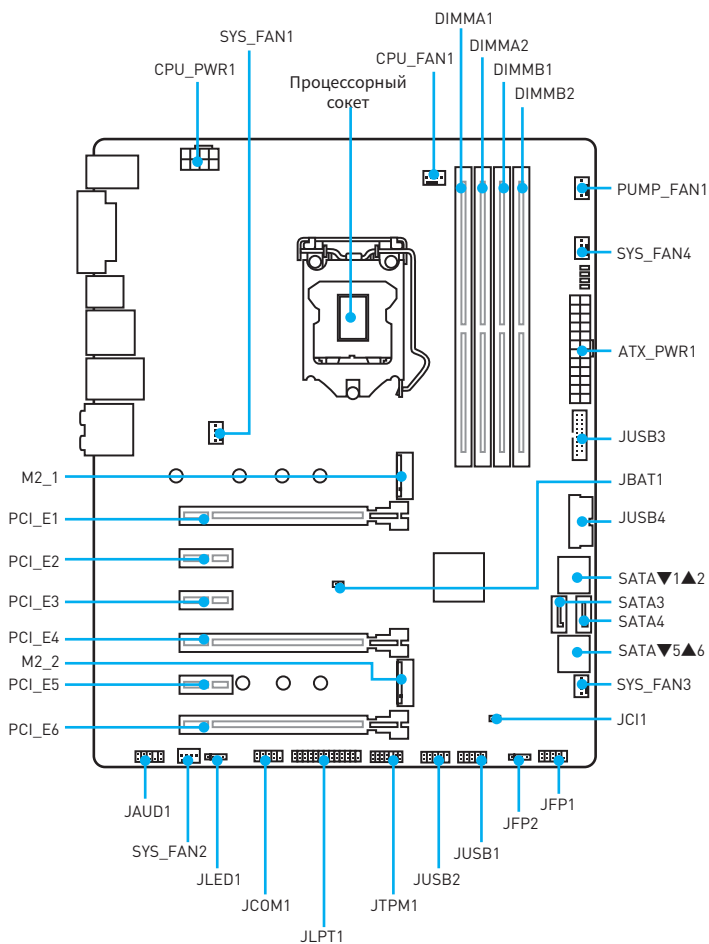 DIMMA1
SYS_FAN1
DIMMA2
CPU_FAN1
CPU_PWR1
DIMMB1
Процессорный
сокет
DIMMB2
PUMP_FAN1
SYS_FAN4
ATX_PWR1
JUSB3
M2_1
JBAT1
PCI_E1
JUSB4
PCI_E2
SATA▼1▲2
PCI_E3
SATA3
SATA4
PCI_E4
SATA▼5▲6
M2_2
PCI_E5
SYS_FAN3
JCI1
PCI_E6
JAUD1
JFP1
JFP2
SYS_FAN2
JUSB1
JLED1
JUSB2
JCOM1
JTPM1
JLPT1